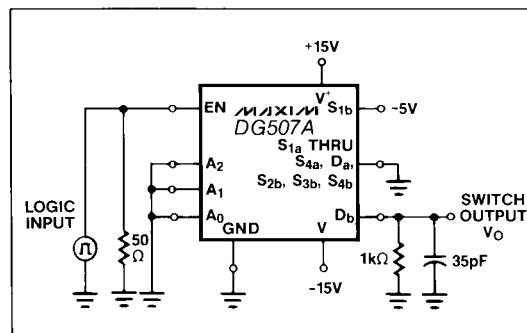 +15V
V+
EN
MAXIM
S1b
-5V
DG507A
S1a THRU
A2
S4a, Da,
A1
S2b, S3b, S4b
LOGIC
INPUT
A0
Db
SWITCH
OUTPUT
VO
GND
V
50
Ω
1kΩ
35pF
-15V